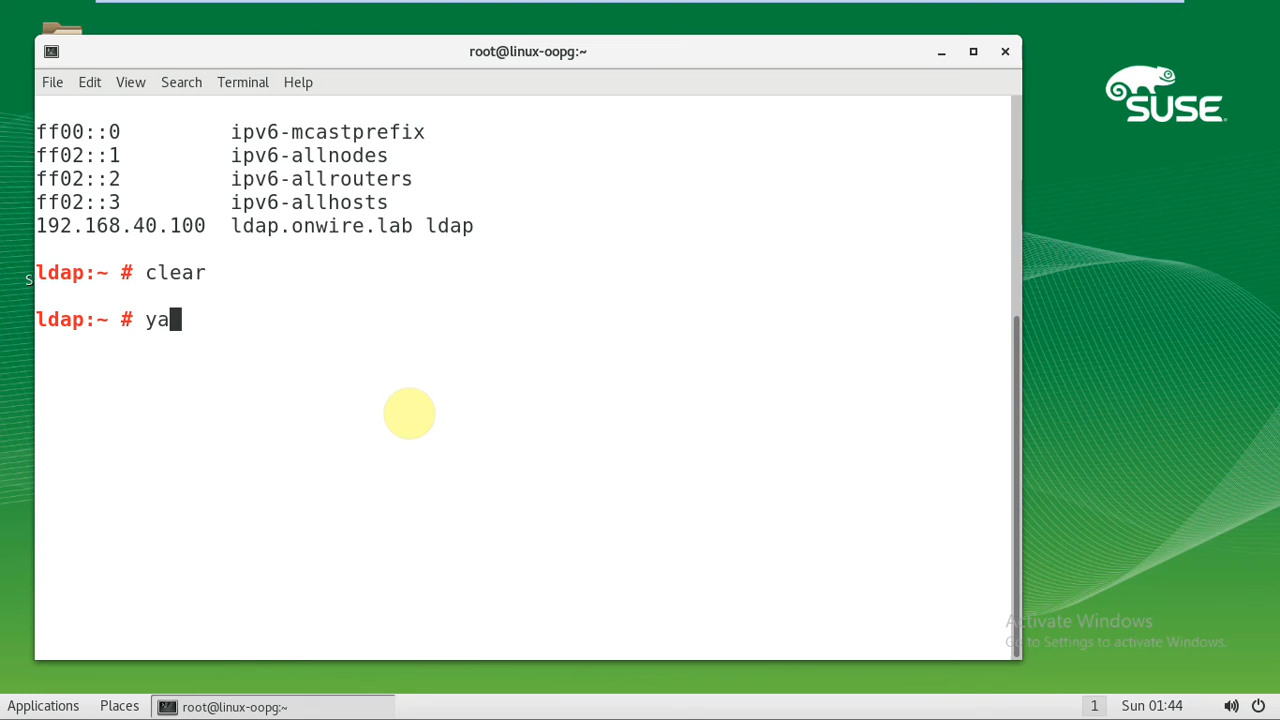 root@linux-oopg:~
File Edit View Search Terminal Help
ff00::0 ipv6-mcastprefix
ff02::1 ipv6-allnodes
ff02::2 ipv6-allrouters
ff02::3 ipv6-allhosts
192.168.40.100 ldap.onwire.lab ldap
ldap:~ # clear
ldap:~ # ya
S
SUSE
Activate Windows
Go to Settings to activate Windows.
Applications Places root@linux-oopg:~ 1 Sun 01:44